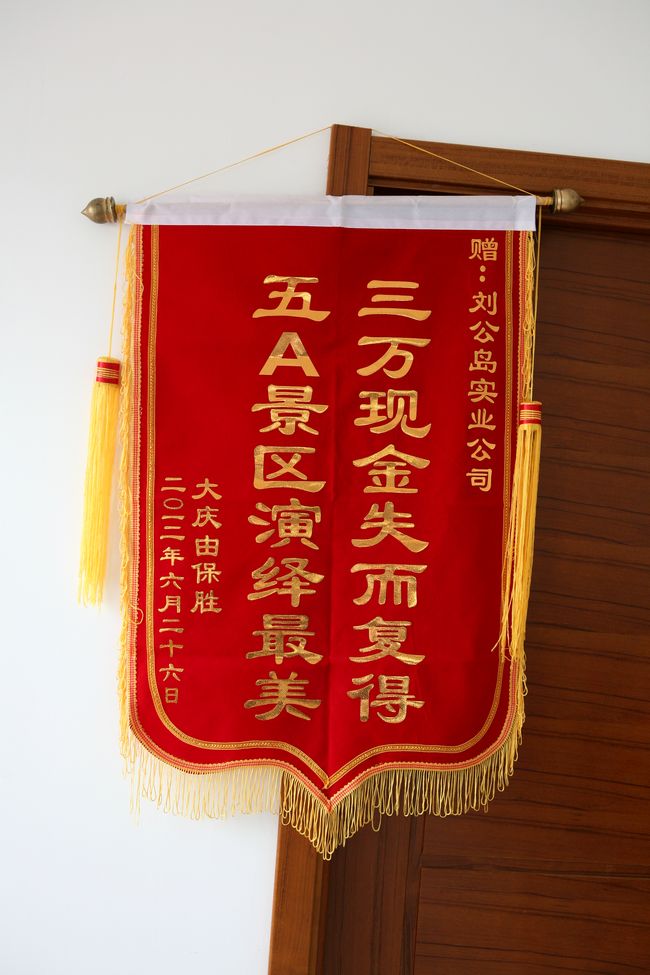 赠：刘公岛实业公司
三万现金失而复得
五A景区演绎最美
大庆由保胜
二〇一二年六月二十六日